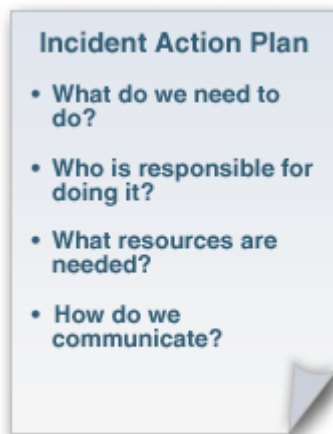 Incident Action Plan
• What do we need to
do?
• Who is responsible for
doing it?
• What resources are
needed?
• How do we
communicate?